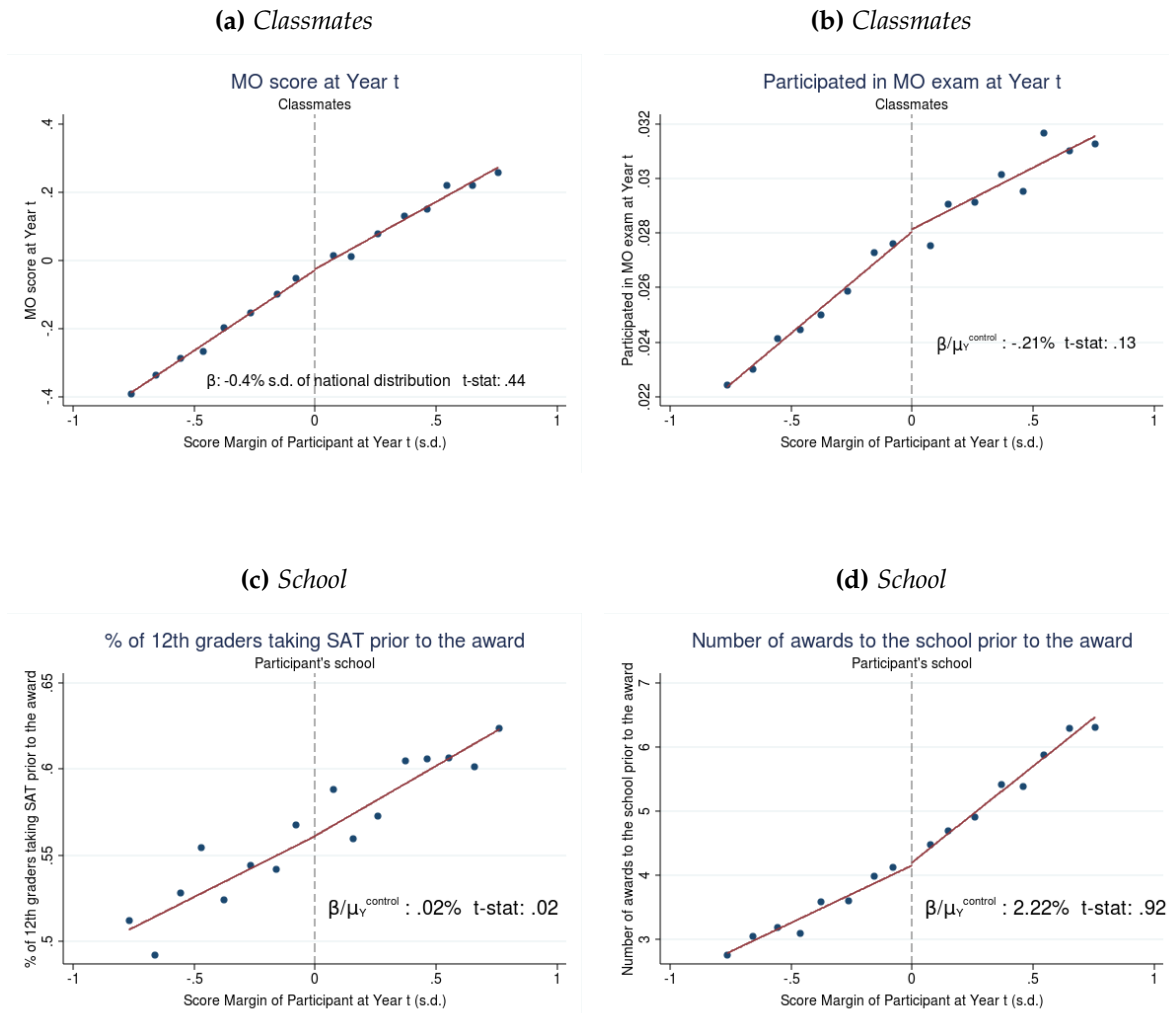 (a) Classmates
MO score at Year t
Classmates
MO score at Year t
.4
.2
0
-.2
-.4
β: -0.4% s.d. of national distribution t-stat: .44
-1 -.5 0 .5 1
Score Margin of Participant at Year t (s.d.)
(b) Classmates
Participated in MO exam at Year t
Classmates
Participated in MO exam at Year t
.032
.03
.028
.026
.024
.022
β/μY control : -.21% t-stat: .13
-1 -.5 0 .5 1
Score Margin of Participant at Year t (s.d.)
(c) School
% of 12th graders taking SAT prior to the award
Participant's school
% of 12th graders taking SAT prior to the award
.65
.6
.55
.5
β/μY control : .02% t-stat: .02
-1 -.5 0 .5 1
Score Margin of Participant at Year t (s.d.)
(d) School
Number of awards to the school prior to the award
Participant's school
Number of awards to the school prior to the award
7
6
5
4
3
β/μY control : 2.22% t-stat: .92
-1 -.5 0 .5 1
Score Margin of Participant at Year t (s.d.)